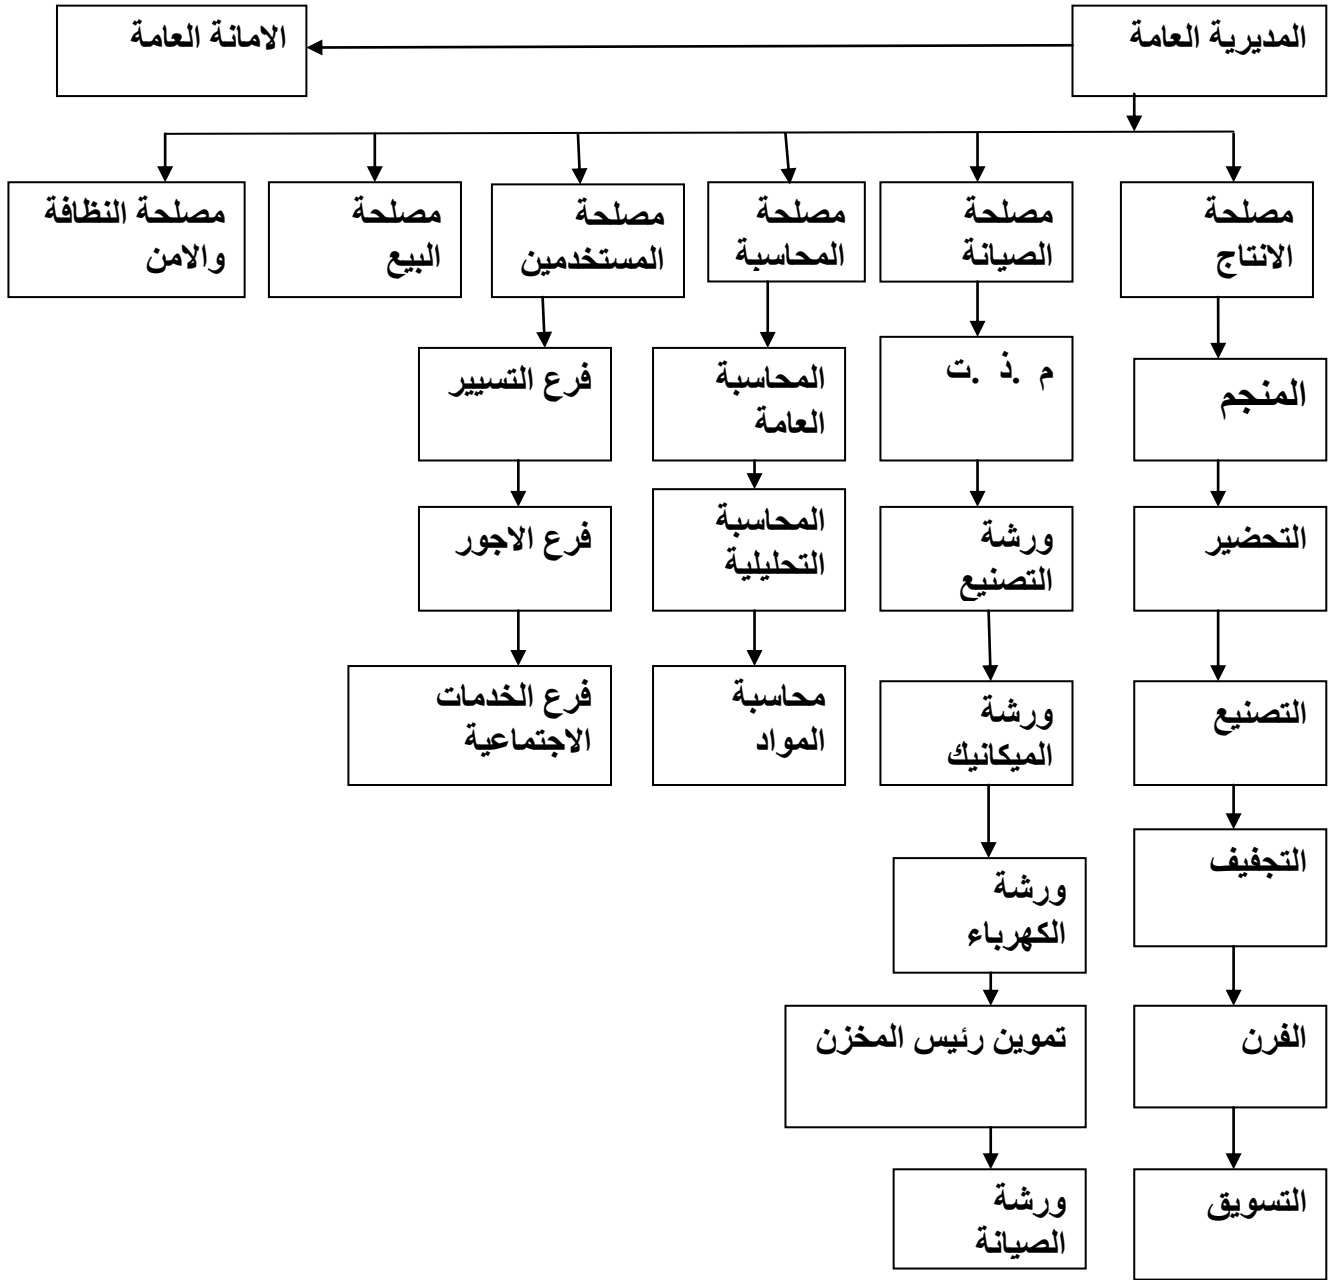 المديرية العامة
الامانة العامة
مصلحة
الانتاج
مصلحة
الصيانة
مصلحة
المحاسبة
مصلحة
المستخدمين
مصلحة
البيع
مصلحة النظافة
والامن
المنجم
م .ذ .ت
المحاسبة
العامة
فرع التسيير
التحضير
ورشة
التصنيع
المحاسبة
التحليلية
فرع الاجور
التصنيع
ورشة
الميكانيك
محاسبة
المواد
فرع الخدمات
الاجتماعية
التجفيف
ورشة
الكهرباء
الفرن
تموين رئيس المخزن
التسويق
ورشة
الصيانة